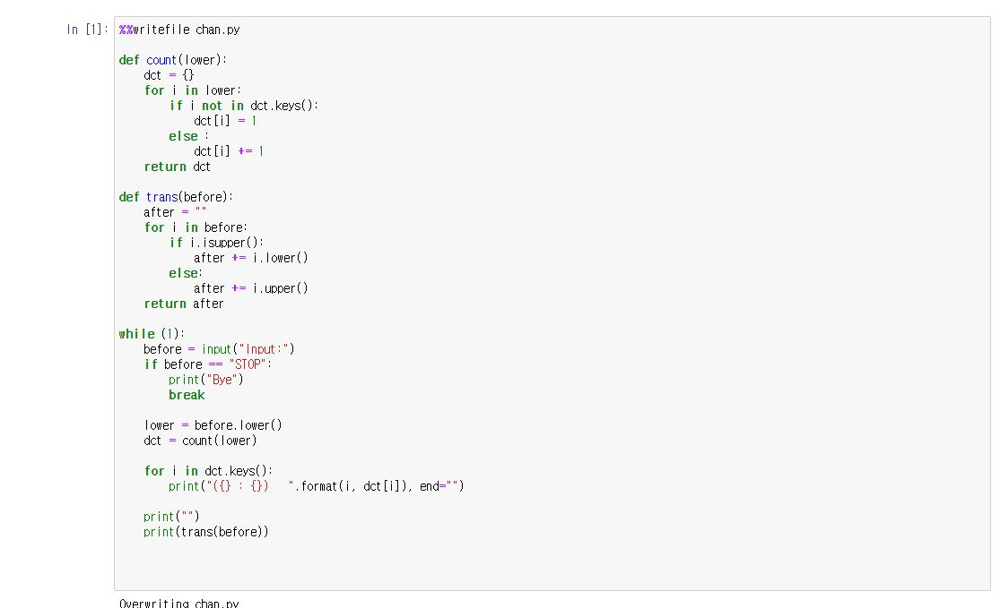 In [1]: %%writefile chan.py

def count(lower):
    dct = {}
    for i in lower:
        if i not in dct.keys():
            dct[i] = 1
        else :
            dct[i] += 1
    return dct

def trans(before):
    after = ""
    for i in before:
        if i.isupper():
            after += i.lower()
        else:
            after += i.upper()
    return after

while (1):
    before = input("Input:")
    if before == "STOP":
        print("Bye")
        break

    lower = before.lower()
    dct = count(lower)

    for i in dct.keys():
        print("({} : {})   ".format(i, dct[i]), end="")

    print("")
    print(trans(before))

Overwriting chan.py